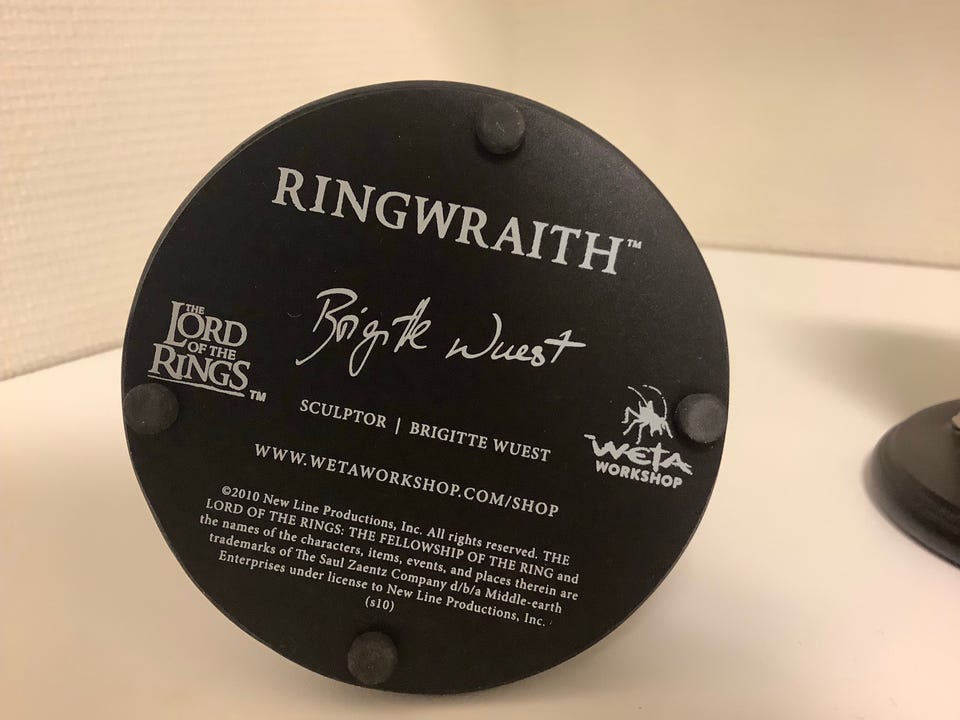 RINGWRAITH™
Brigitte Wuest
THE
LORD
OF THE
RINGS™
SCULPTOR | BRIGITTE WUEST
WETA
WORKSHOP
WWW.WETAWORKSHOP.COM/SHOP
©2010 New Line Productions, Inc. All rights reserved. THE
LORD OF THE RINGS: THE FELLOWSHIP OF THE RING and
the names of the characters, items, events, and places therein are
trademarks of The Saul Zaentz Company d/b/a Middle-earth
Enterprises under license to New Line Productions, Inc.
(s10)